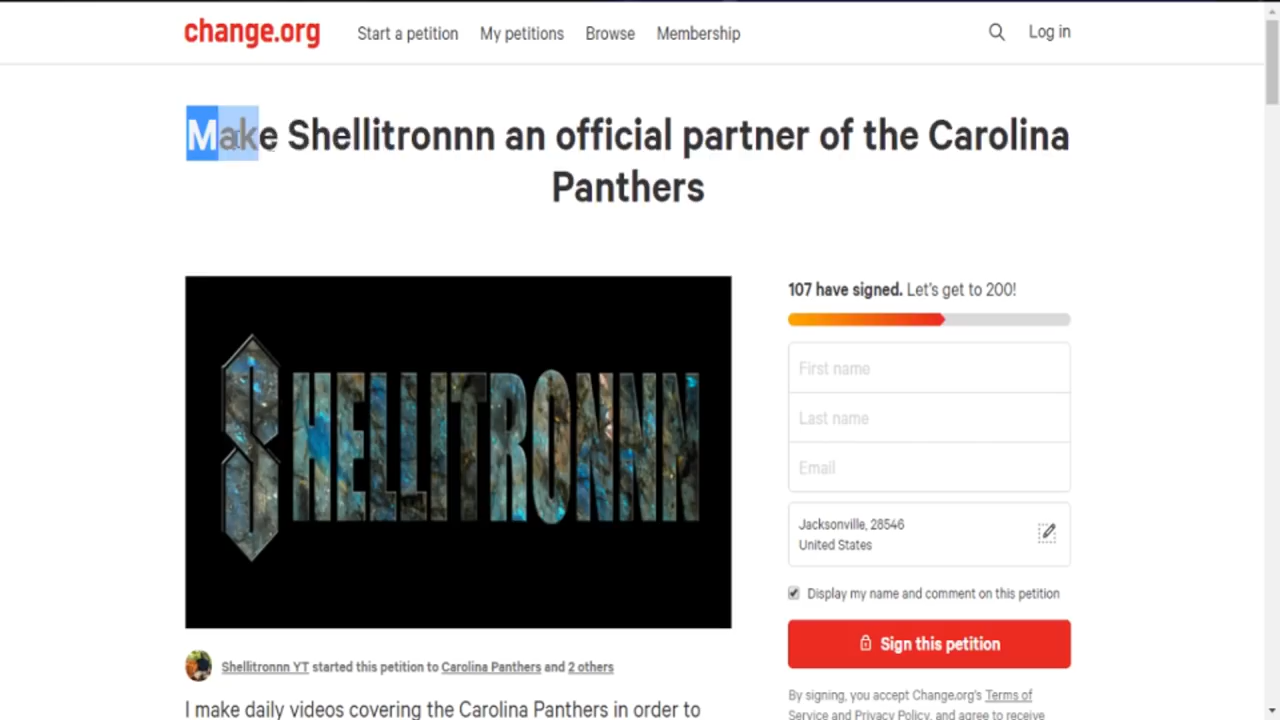 change.org Start a petition My petitions Browse Membership Log in
Make Shellitronnn an official partner of the Carolina
Panthers
SHELLITRONNN
107 have signed. Let's get to 200!
First name
Last name
Email
Jacksonville, 28546
United States
Display my name and comment on this petition
Sign this petition
Shellitronnn YT started this petition to Carolina Panthers and 2 others
I make daily videos covering the Carolina Panthers in order to
By signing, you accept Change.org's Terms of
Service and Privacy Policy, and agree to receive